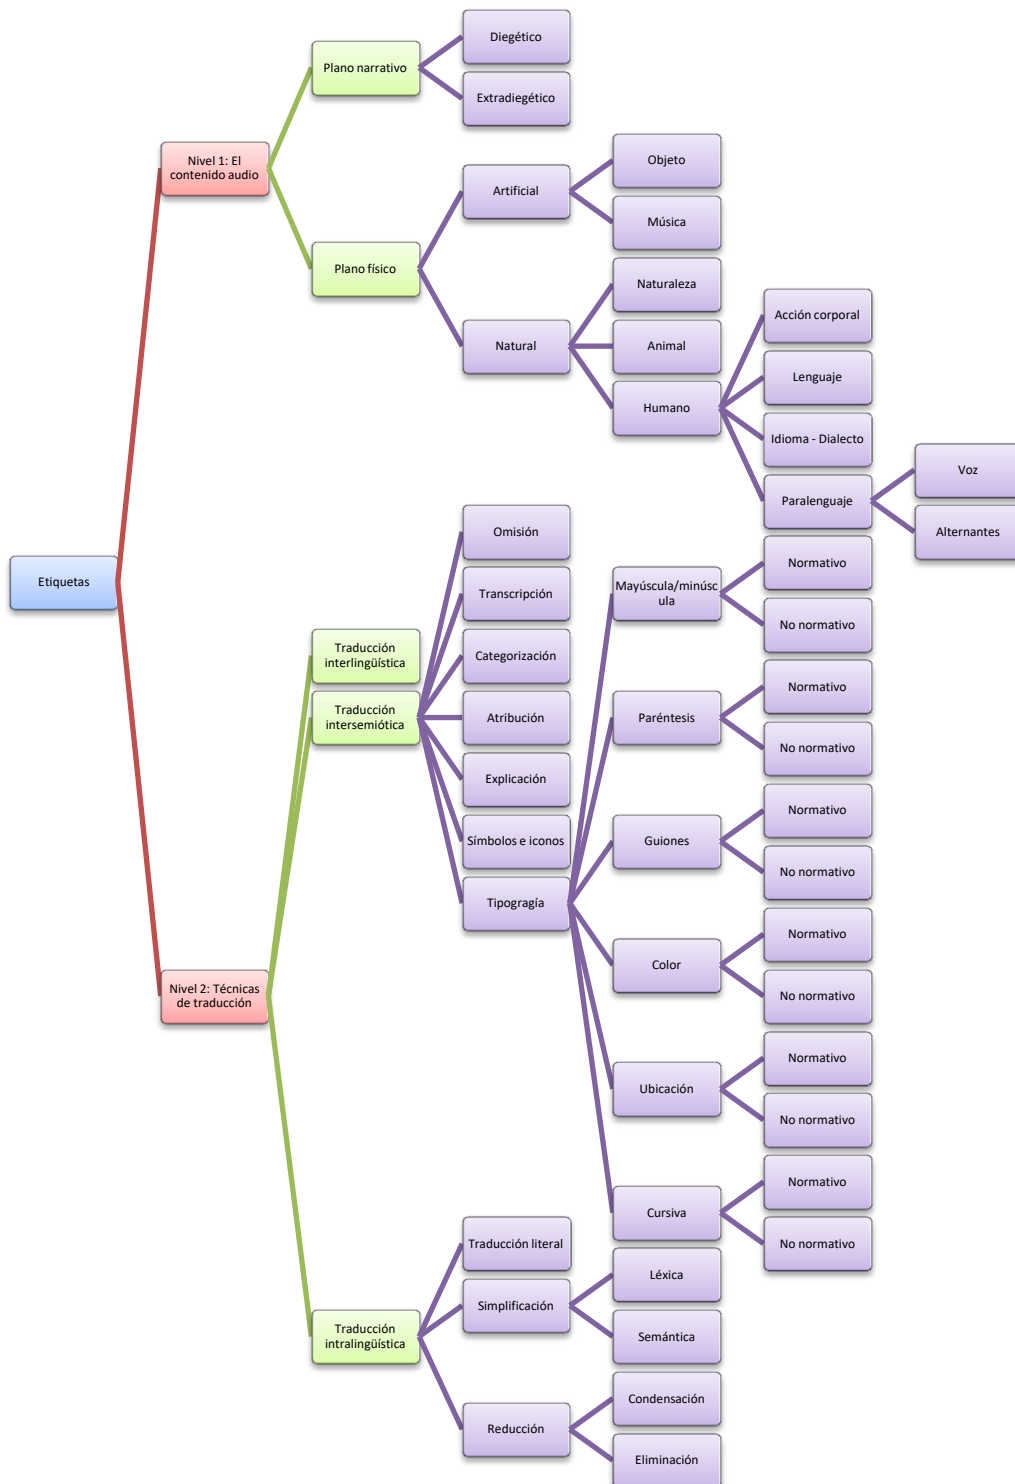 Diegético
Plano narrativo
Extradiegético
Nivel 1: El
contenido audio
Objeto
Artificial
Música
Plano físico
Naturaleza
Acción corporal
Natural
Animal
Lenguaje
Humano
Idioma - Dialecto
Voz
Paralenguaje
Omisión
Alternantes
Normativo
Etiquetas
Transcripción
Mayúscula/minúsc
ula
No normativo
Traducción
interlingüística
Categorización
Normativo
Traducción
intersemiótica
Atribución
Paréntesis
No normativo
Explicación
Normativo
Símbolos e iconos
Guiones
No normativo
Tipogragía
Normativo
Color
Nivel 2: Técnicas
de traducción
No normativo
Normativo
Ubicación
No normativo
Normativo
Cursiva
Traducción literal
No normativo
Léxica
Simplificación
Traducción
intralingüística
Semántica
Condensación
Reducción
Eliminación